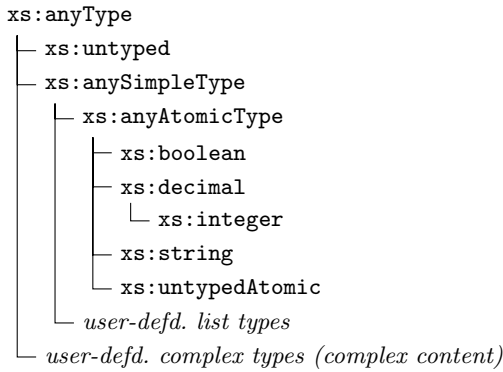 xs:anyType
xs:untyped
xs:anySimpleType
xs:anyAtomicType
xs:boolean
xs:decimal
xs:integer
xs:string
xs:untypedAtomic
user-defd. list types
user-defd. complex types (complex content)